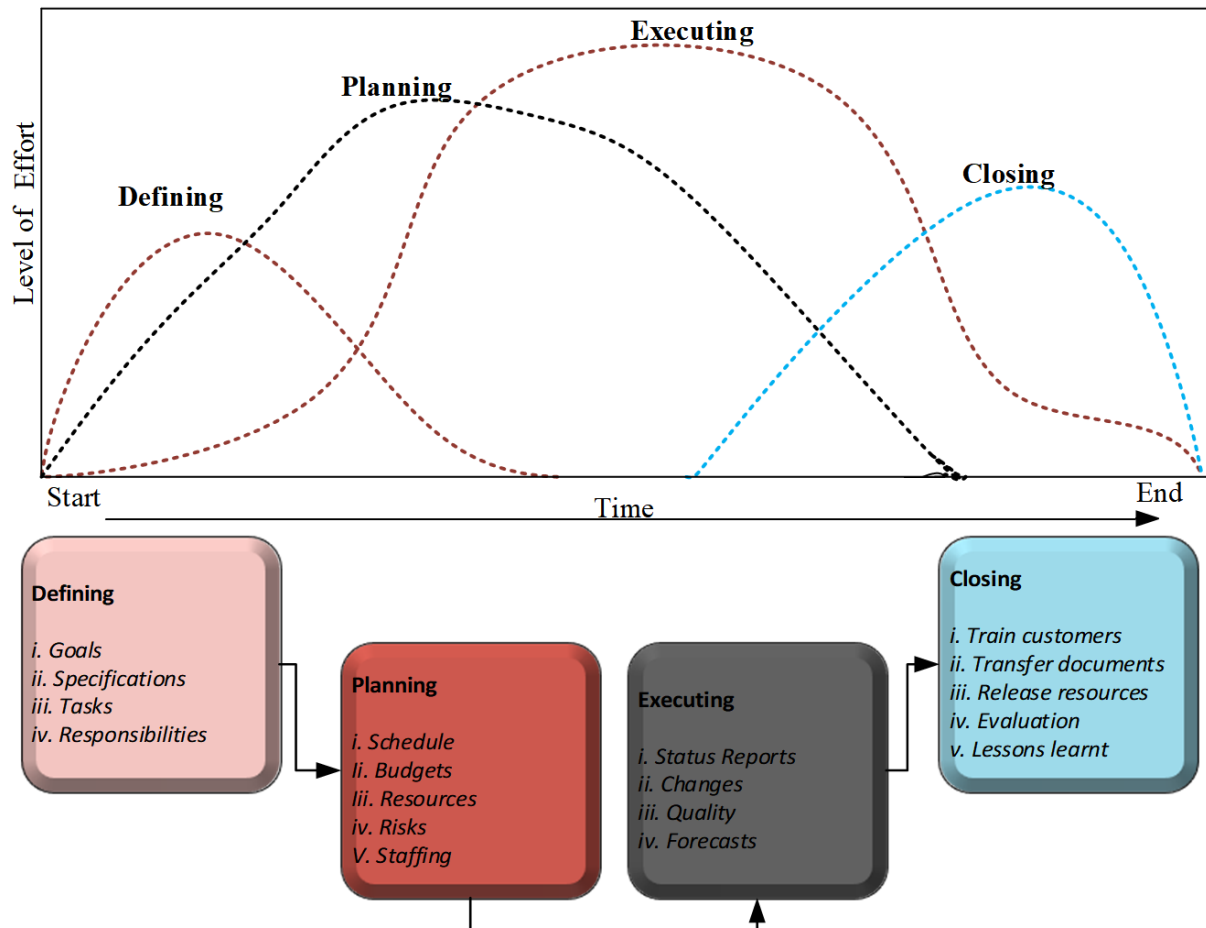 Executing
Planning
Closing
Defining
Level of Effort
Start
Time
End
Defining
i. Goals
ii. Specifications
iii. Tasks
iv. Responsibilities
Planning
i. Schedule
Ii. Budgets
Iii. Resources
iv. Risks
V. Staffing
Executing
i. Status Reports
ii. Changes
iii. Quality
iv. Forecasts
Closing
i. Train customers
ii. Transfer documents
iii. Release resources
iv. Evaluation
v. Lessons learnt